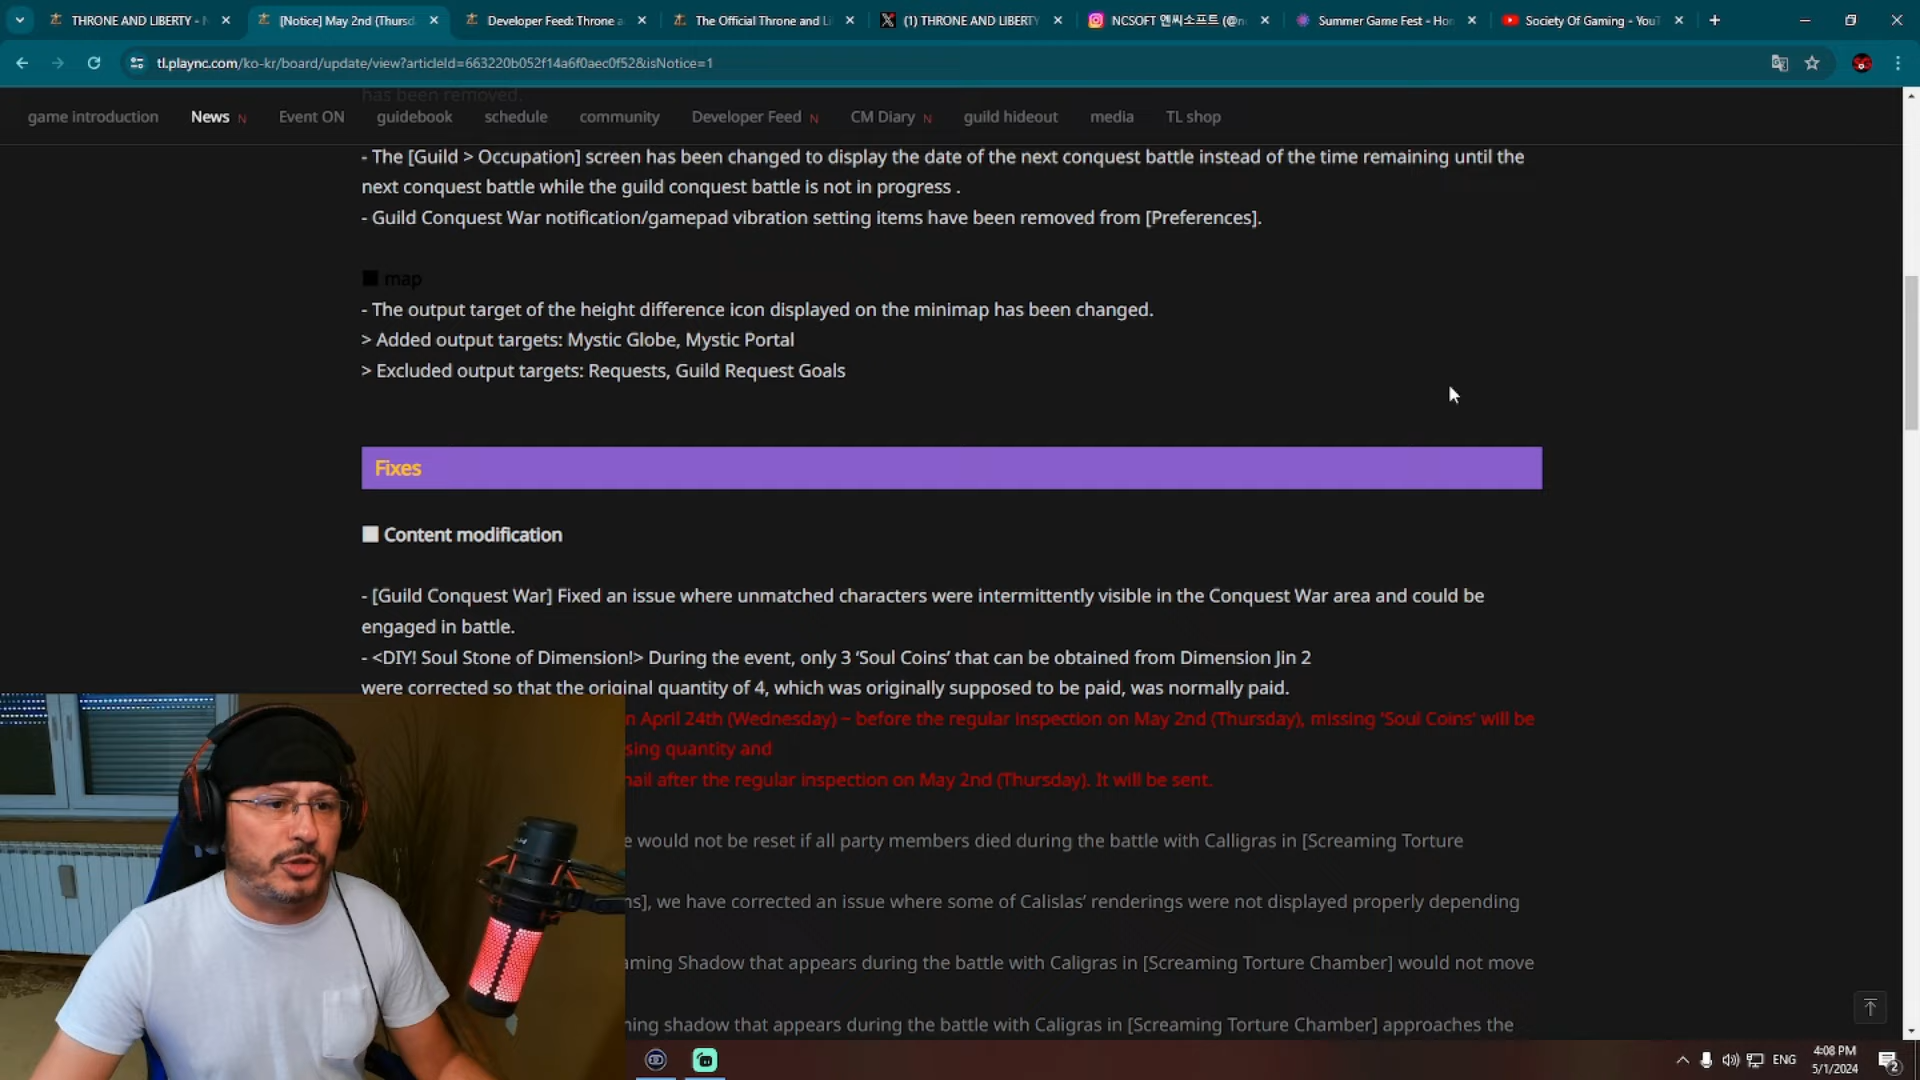 THRONE AND LIBERTY - N
[Notice] May 2nd (Thursd
Developer Feed: Throne a
The Official Throne and Li
(1) THRONE AND LIBERTY
NCSOFT 엔씨소프트 (@n
Summer Game Fest - Hom
Society Of Gaming - YouT
tl.plaync.com/ko-kr/board/update/view?articleId=663220b052f14a6f0aec0f52&isNotice=1
has been removed.
game introduction
News N
Event ON
guidebook
schedule
community
Developer Feed N
CM Diary N
guild hideout
media
TL shop
- The [Guild > Occupation] screen has been changed to display the date of the next conquest battle instead of the time remaining until the
next conquest battle while the guild conquest battle is not in progress .
- Guild Conquest War notification/gamepad vibration setting items have been removed from [Preferences].
■ map
- The output target of the height difference icon displayed on the minimap has been changed.
> Added output targets: Mystic Globe, Mystic Portal
> Excluded output targets: Requests, Guild Request Goals
Fixes
■ Content modification
- [Guild Conquest War] Fixed an issue where unmatched characters were intermittently visible in the Conquest War area and could be
engaged in battle.
- <DIY! Soul Stone of Dimension!> During the event, only 3 ‘Soul Coins’ that can be obtained from Dimension Jin 2
were corrected so that the original quantity of 4, which was originally supposed to be paid, was normally paid.
n April 24th (Wednesday) ~ before the regular inspection on May 2nd (Thursday), missing ‘Soul Coins’ will be
sing quantity and
nail after the regular inspection on May 2nd (Thursday). It will be sent.
e would not be reset if all party members died during the battle with Calligras in [Screaming Torture
ns], we have corrected an issue where some of Calislas’ renderings were not displayed properly depending
aming Shadow that appears during the battle with Caligras in [Screaming Torture Chamber] would not move
ning shadow that appears during the battle with Caligras in [Screaming Torture Chamber] approaches the
ENG
4:08 PM
5/1/2024
2